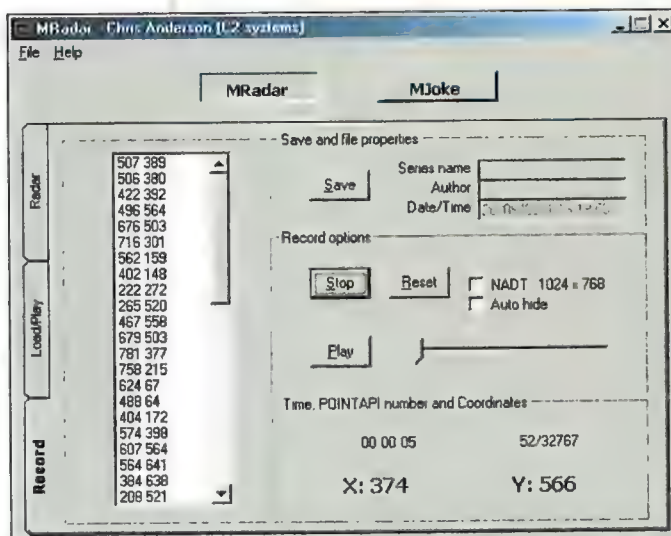 MRadar - Chris Anderson (C2 systems)
File Help
MRadar MJoke
Radar
Load/Play
Record
507 389
506 380
422 392
496 564
676 503
716 301
562 159
402 148
222 272
265 520
467 558
679 503
781 377
758 215
624 67
488 64
404 172
574 398
607 564
564 641
384 638
208 521
Save and file properties
Save
Series name
Author
Date/Time
Record options
Stop Reset
NADT 1024 x 768
Auto hide
Play
Time, POINTAPI number and Coordinates
00 00 05 52/32767
X: 374 Y: 566